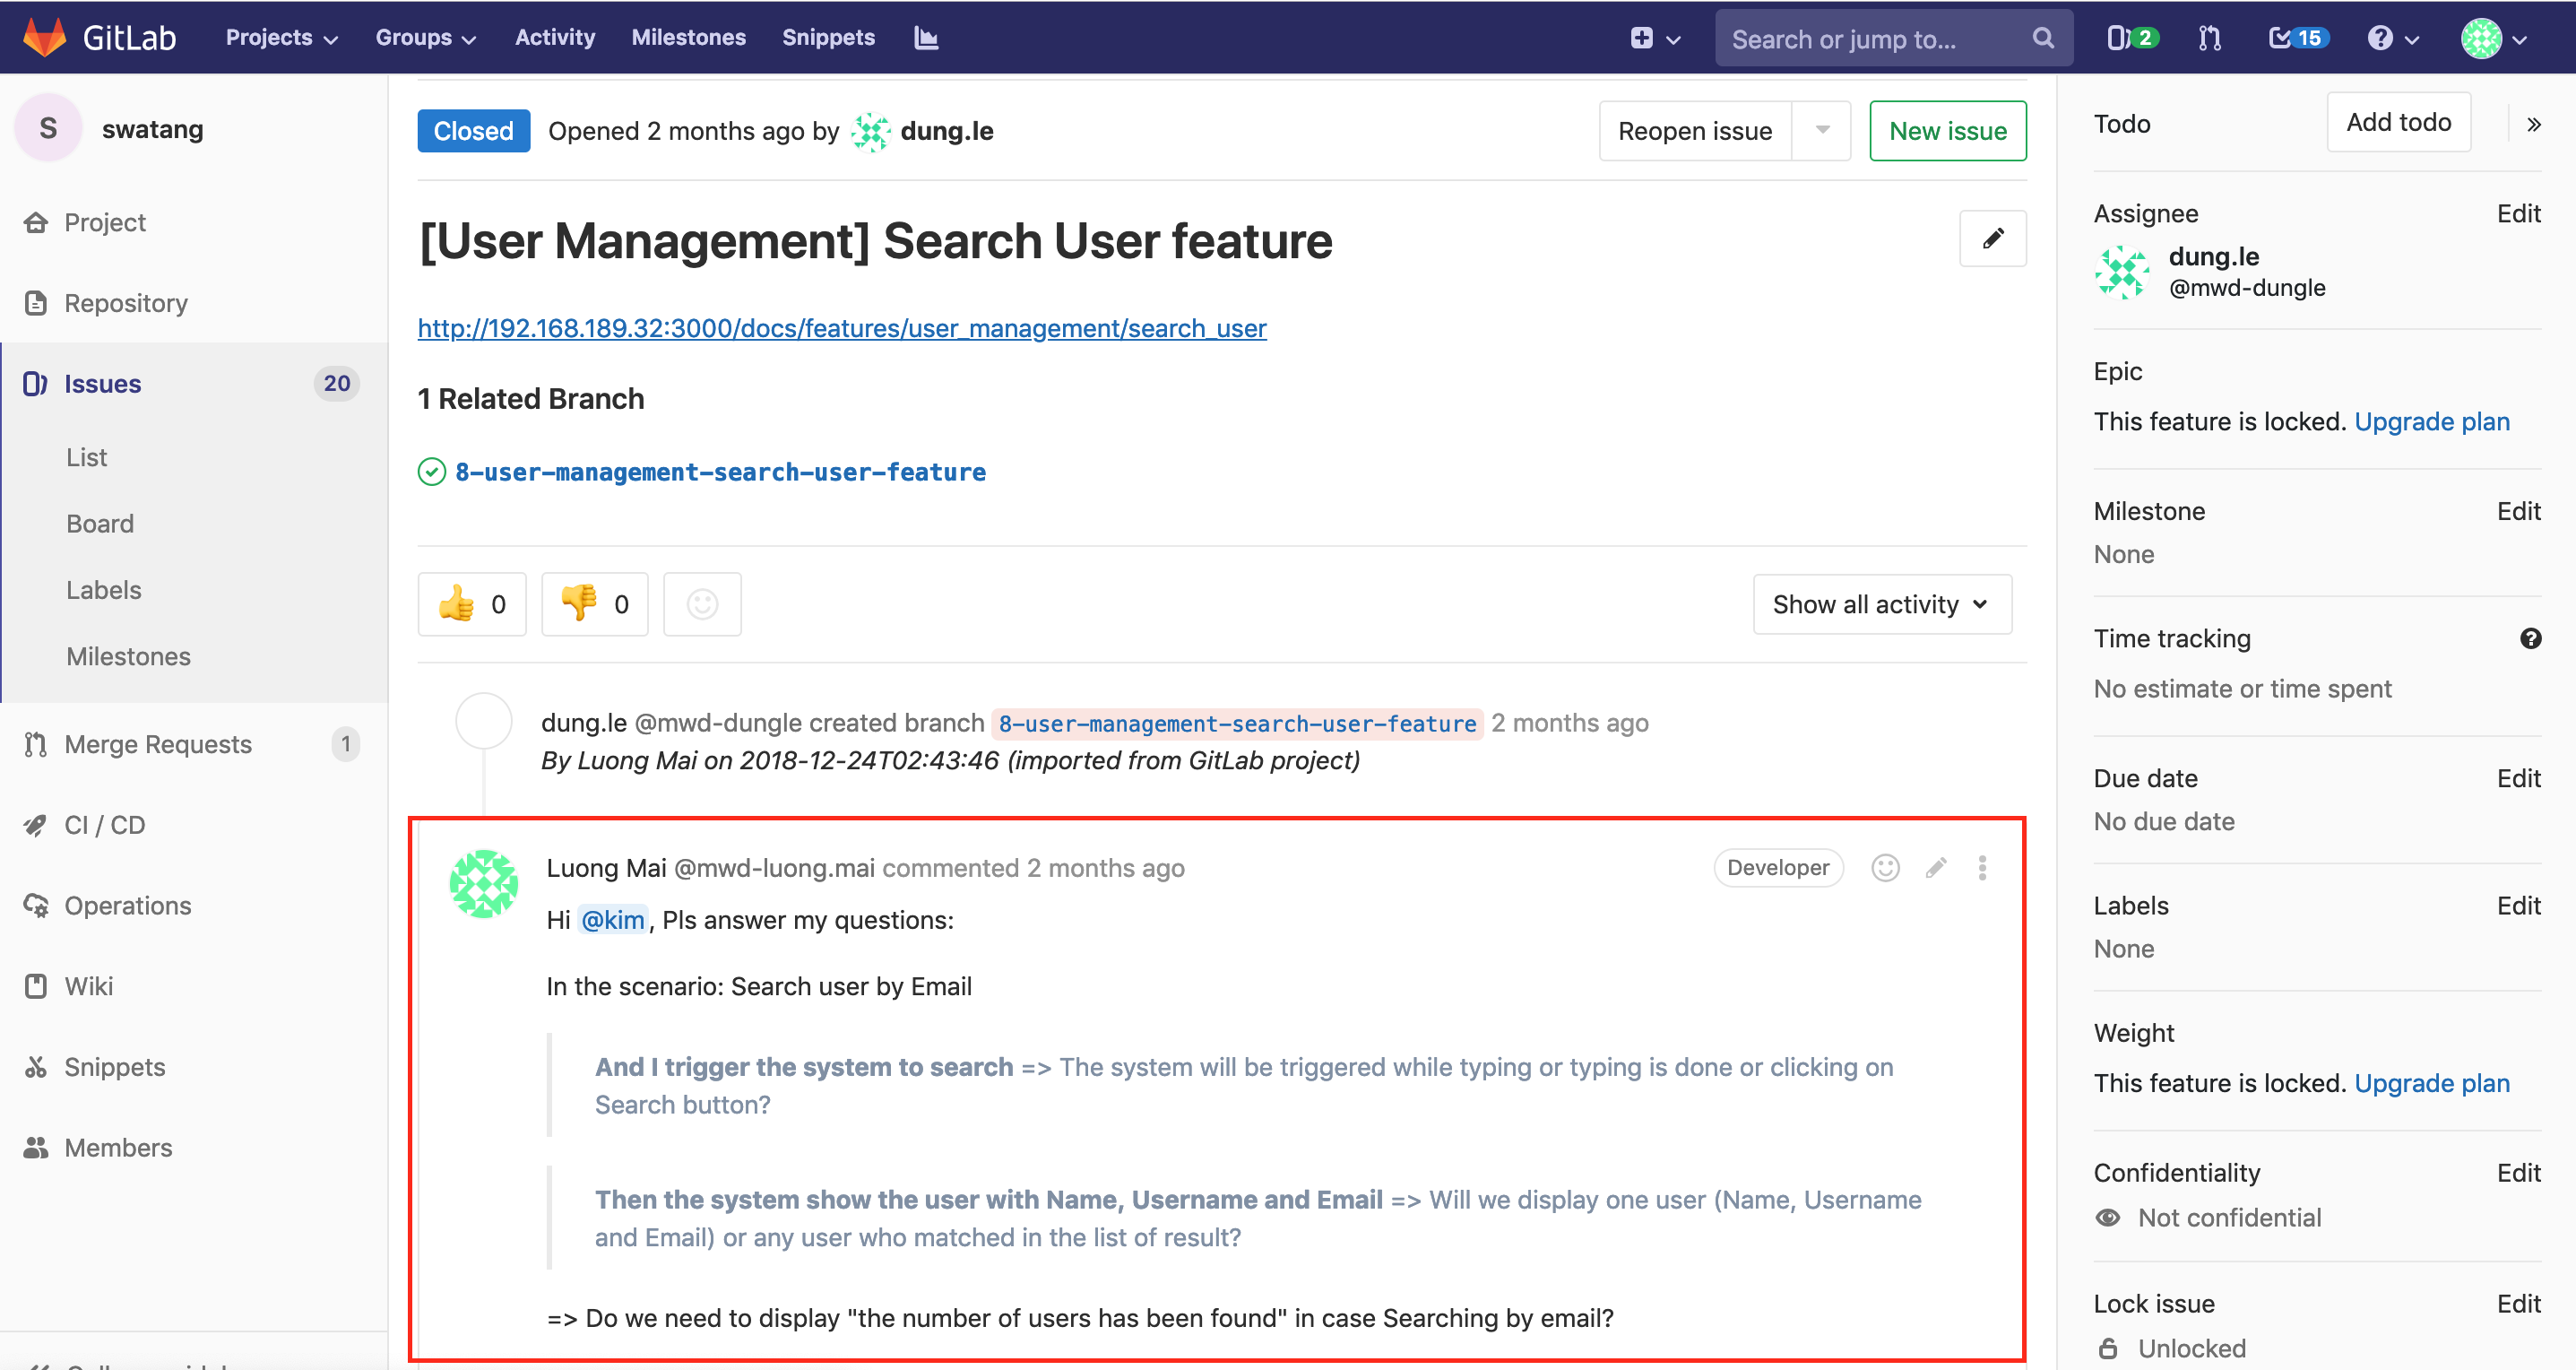 GitLab Projects Groups Activity Milestones Snippets Search or jump to... 2 15
S swatang
Project
Repository
Issues 20
List
Board
Labels
Milestones
Merge Requests 1
CI / CD
Operations
Wiki
Snippets
Members
Closed Opened 2 months ago by dung.le Reopen issue New issue
[User Management] Search User feature
http://192.168.189.32:3000/docs/features/user_management/search_user
1 Related Branch
8-user-management-search-user-feature
0 0 Show all activity
dung.le @mwd-dungle created branch 8-user-management-search-user-feature 2 months ago
By Luong Mai on 2018-12-24T02:43:46 (imported from GitLab project)
Luong Mai @mwd-luong.mai commented 2 months ago Developer
Hi @kim, Pls answer my questions:
In the scenario: Search user by Email
And I trigger the system to search => The system will be triggered while typing or typing is done or clicking on
Search button?
Then the system show the user with Name, Username and Email => Will we display one user (Name, Username
and Email) or any user who matched in the list of result?
=> Do we need to display "the number of users has been found" in case Searching by email?
Todo Add todo
Assignee Edit
dung.le
@mwd-dungle
Epic
This feature is locked. Upgrade plan
Milestone Edit
None
Time tracking
No estimate or time spent
Due date Edit
No due date
Labels Edit
None
Weight
This feature is locked. Upgrade plan
Confidentiality Edit
Not confidential
Lock issue Edit
Unlocked